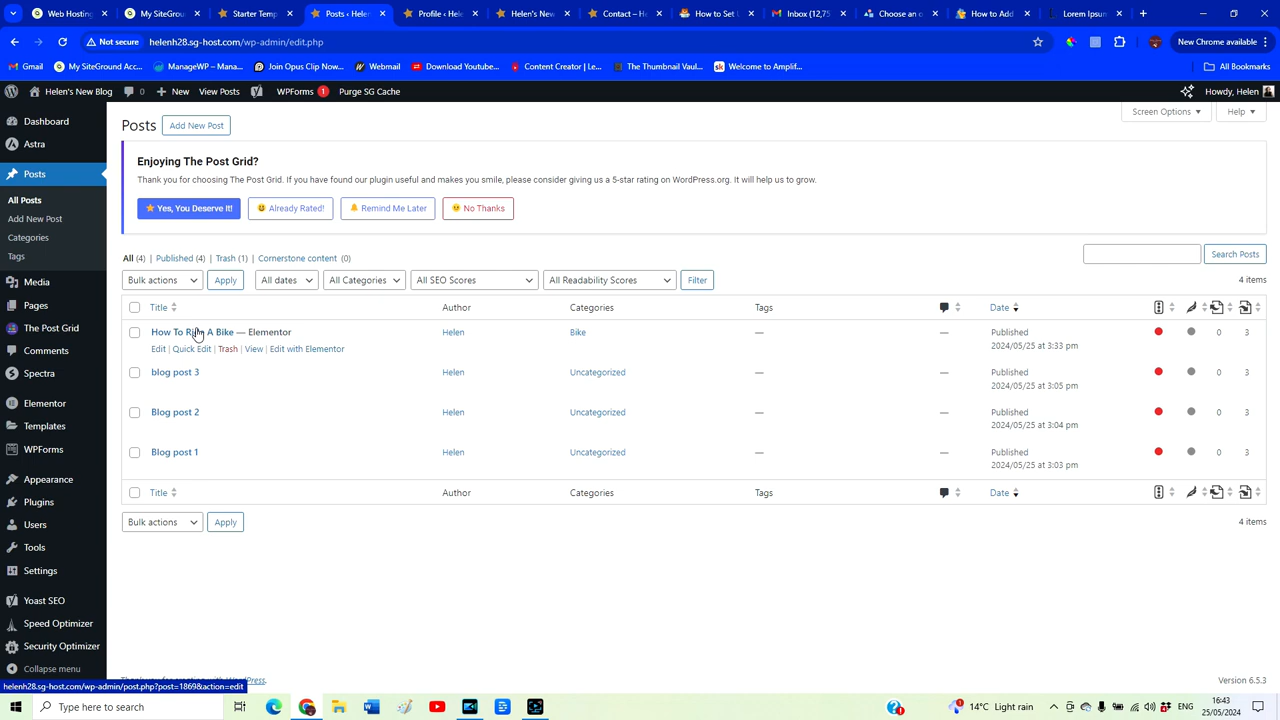 Web Hosting
My SiteGround
Starter Temp
Posts ‹ Helen
Profile ‹ Hele
Helen's New
Contact – He
How to Set U
Inbox (12,75
Choose an o
How to Add
Lorem Ipsum
Not secure helenh28.sg-host.com/wp-admin/edit.php
New Chrome available
Gmail
My SiteGround Acc...
ManageWP – Mana...
Join Opus Clip Now...
Webmail
Download Youtube...
Content Creator | Le...
The Thumbnail Vaul...
Welcome to Amplif...
All Bookmarks
Helen's New Blog 0 New View Posts WPForms 1 Purge SG Cache
Howdy, Helen
Dashboard
Astra
Posts
All Posts
Add New Post
Categories
Tags
Media
Pages
The Post Grid
Comments
Spectra
Elementor
Templates
WPForms
Appearance
Plugins
Users
Tools
Settings
Yoast SEO
Speed Optimizer
Security Optimizer
Collapse menu
Screen Options Help
Posts Add New Post
Enjoying The Post Grid?
Thank you for choosing The Post Grid. If you have found our plugin useful and makes you smile, please consider giving us a 5-star rating on WordPress.org. It will help us to grow.
Yes, You Deserve It! Already Rated! Remind Me Later No Thanks
All (4) | Published (4) | Trash (1) | Cornerstone content (0)
Search Posts
Bulk actions Apply All dates All Categories All SEO Scores All Readability Scores Filter 4 items
Title Author Categories Tags Date
How To A Bike — Elementor Helen Bike — — Published 0 3
2024/05/25 at 3:33 pm
Edit | Quick Edit | Trash | View | Edit with Elementor
blog post 3 Helen Uncategorized — — Published 0 3
2024/05/25 at 3:05 pm
Blog post 2 Helen Uncategorized — — Published 0 3
2024/05/25 at 3:04 pm
Blog post 1 Helen Uncategorized — — Published 0 3
2024/05/25 at 3:03 pm
Title Author Categories Tags Date
Bulk actions Apply 4 items
Version 6.5.3
helenh28.sg-host.com/wp-admin/post.php?post=1869&action=edit
Type here to search
14°C Light rain
ENG
16:43
25/05/2024